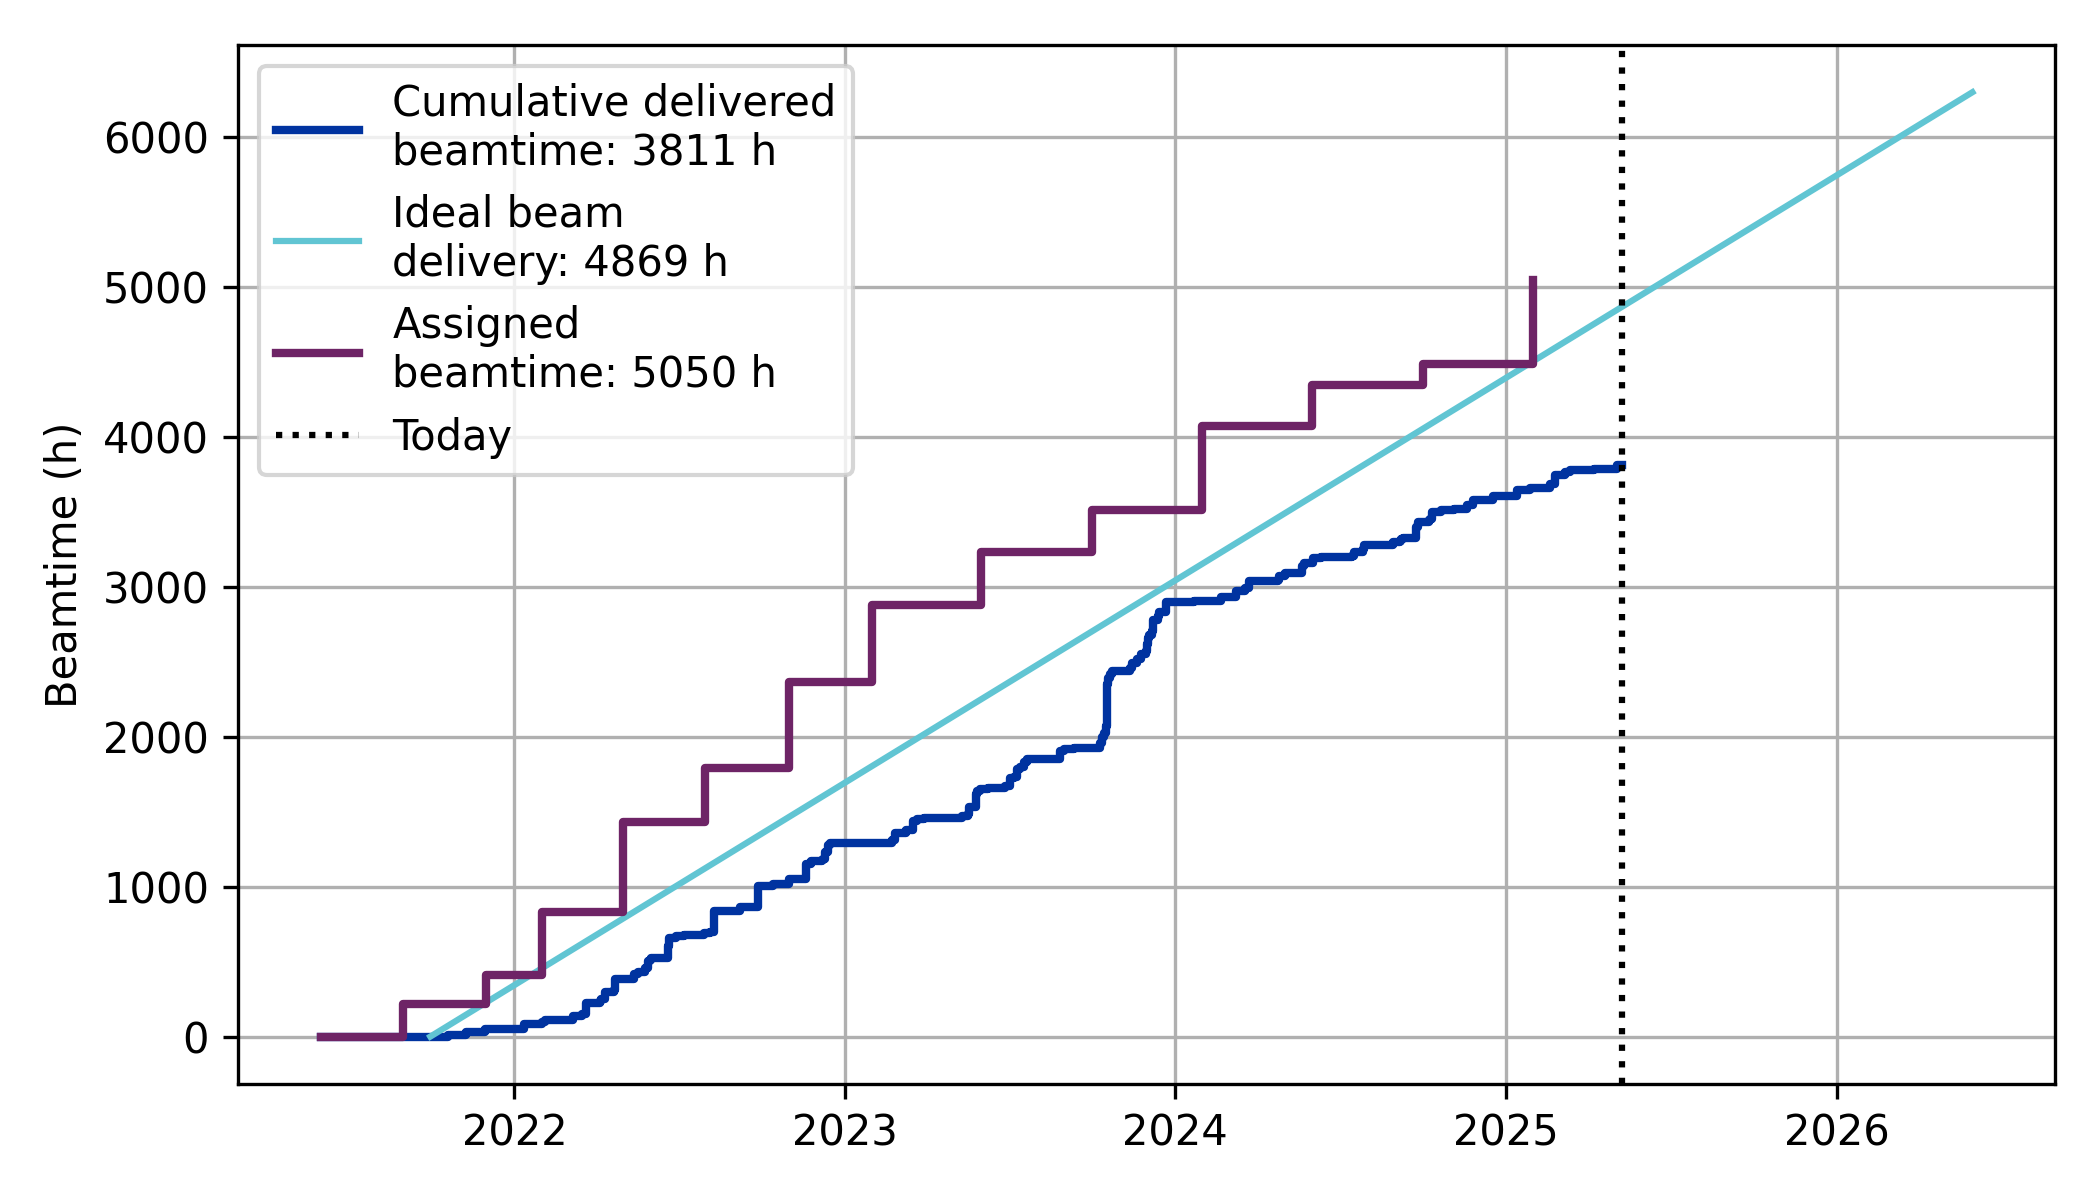 Cumulative delivered
beamtime: 3811 h
Ideal beam
delivery: 4869 h
Assigned
beamtime: 5050 h
Today
Beamtime (h)
6000
5000
4000
3000
2000
1000
0
2022
2023
2024
2025
2026